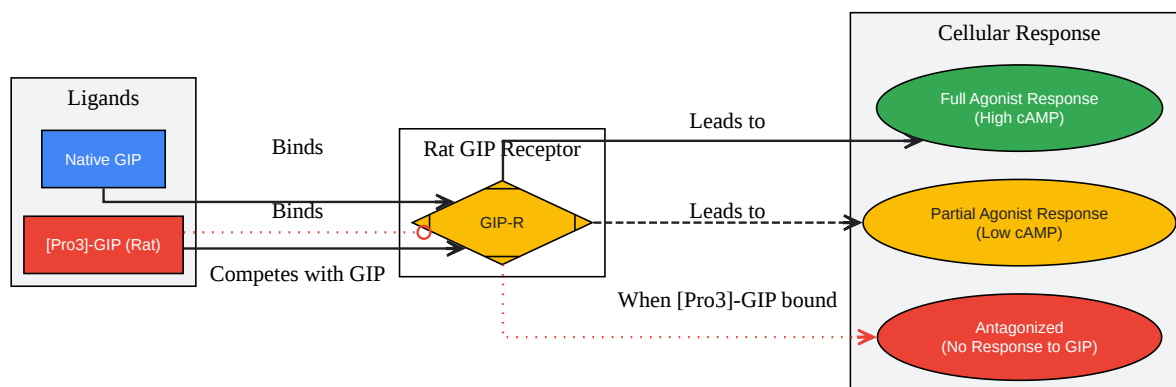 Ligands
Native GIP
[Pro3]-GIP (Rat)
Binds
Binds
Competes with GIP
Rat GIP Receptor
GIP-R
Leads to
Leads to
When [Pro3]-GIP bound
Cellular Response
Full Agonist Response
(High cAMP)
Partial Agonist Response
(Low cAMP)
Antagonized
(No Response to GIP)